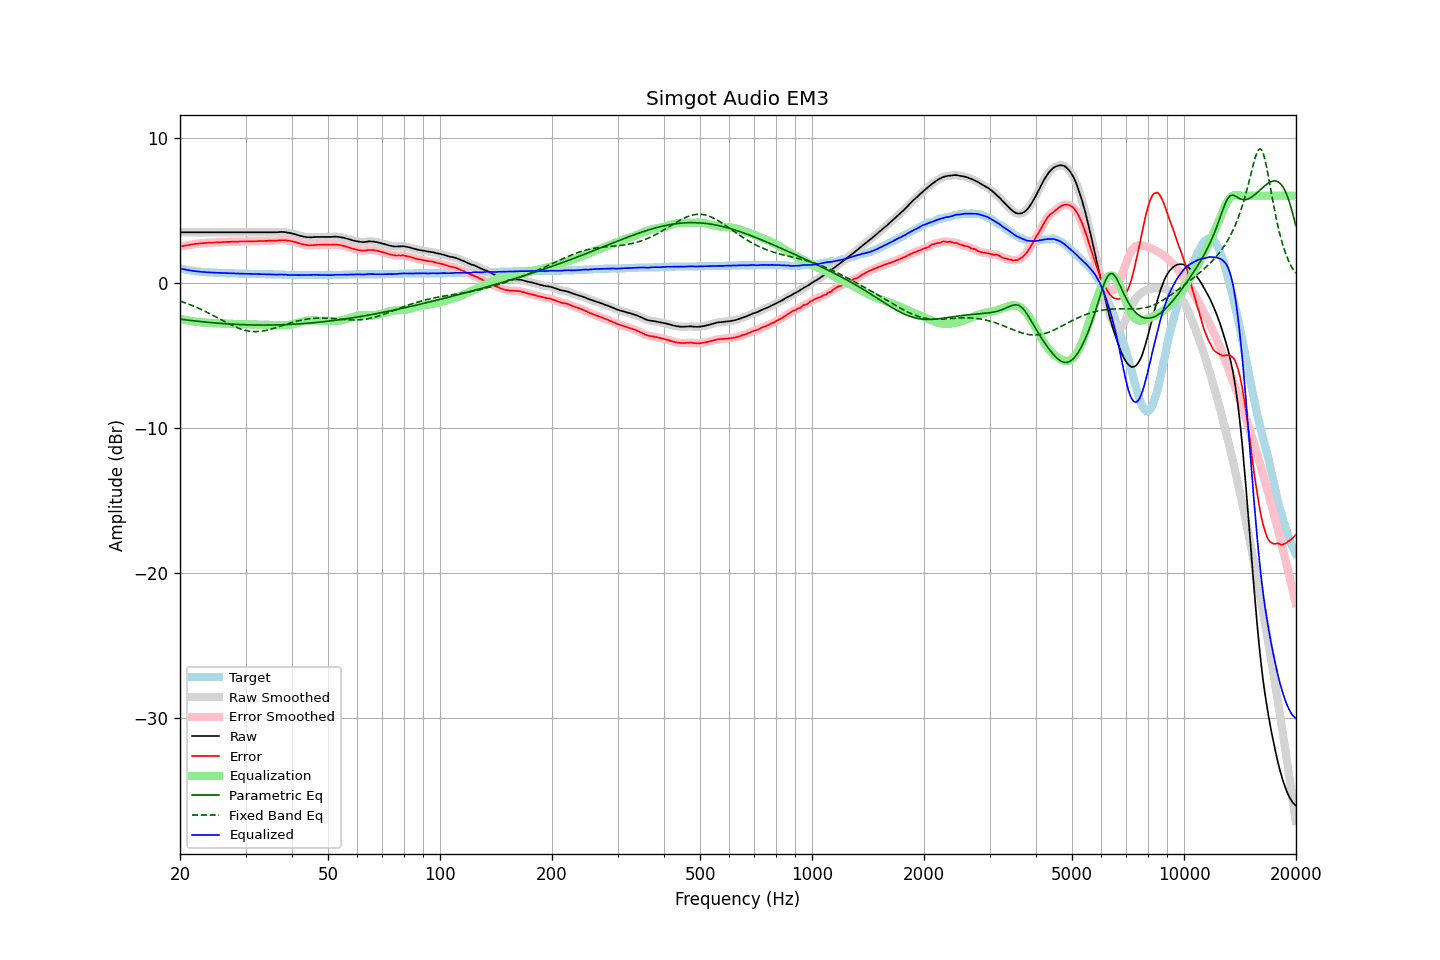 Simgot Audio EM3
10
0
−10
−20
−30
Amplitude (dBr)
Target
Raw Smoothed
Error Smoothed
Raw
Error
Equalization
Parametric Eq
Fixed Band Eq
Equalized
20 50 100 200 500 1000 2000 5000 10000 20000
Frequency (Hz)